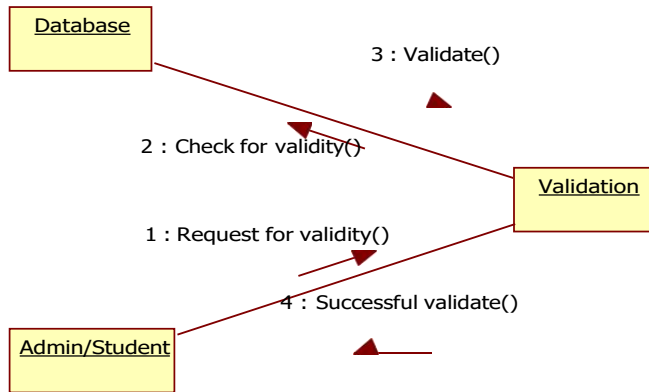 Database
3 : Validate()
2 : Check for validity()
Validation
1 : Request for validity()
4 : Successful validate()
Admin/Student